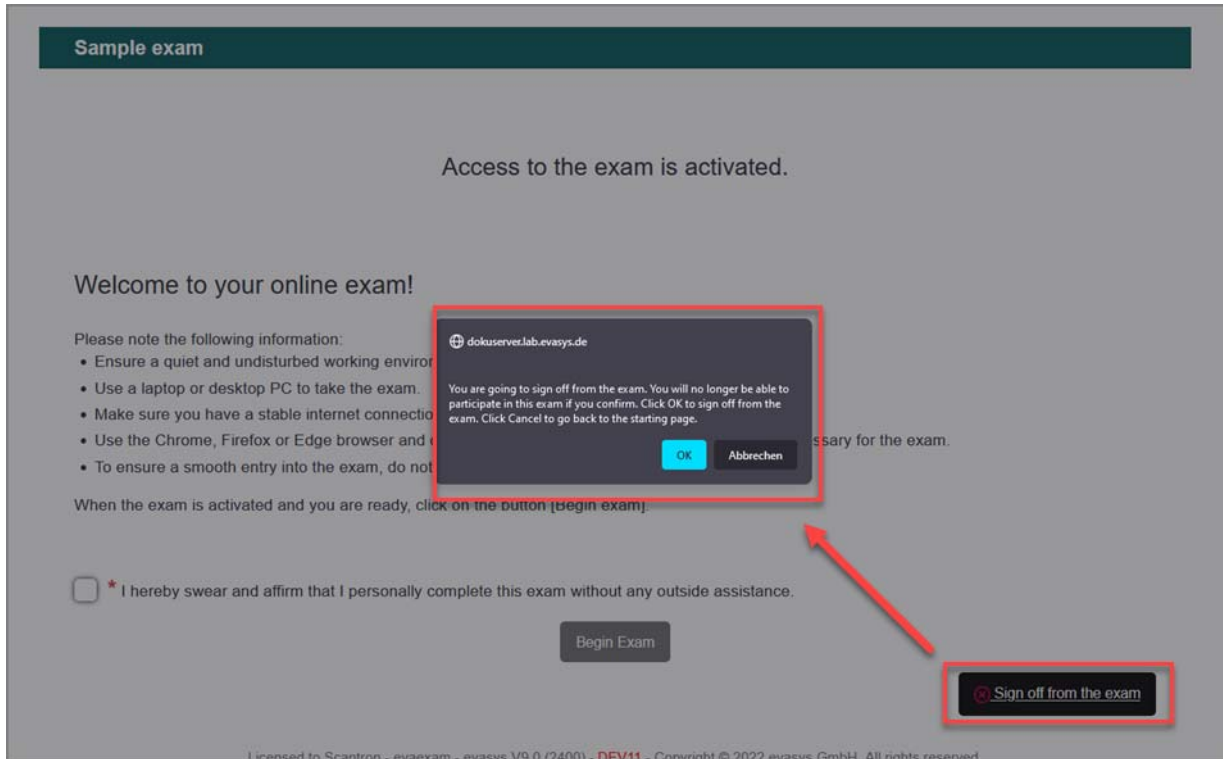 Sample exam
Access to the exam is activated.
Welcome to your online exam!
Please note the following information:
• Ensure a quiet and undisturbed working
• Use a laptop or desktop PC to take the exam.
• Make sure you have a stable internet
• Use the Chrome, Firefox or Edge browser and
ssary for the exam.
• To ensure a smooth entry into the exam, do not
When the exam is activated and you are ready, click on the button [Begin exam].
dokuserver.lab.evasys.de
You are going to sign off from the exam. You will no longer be able to
participate in this exam if you confirm. Click OK to sign off from the
exam. Click Cancel to go back to the starting page.
OK Abbrechen
* I hereby swear and affirm that I personally complete this exam without any outside assistance.
Begin Exam
Sign off from the exam
Licensed to Scantron - evaexam - evasys V9.0 (2400) - DEV11 - Copyright © 2022 evasys GmbH. All rights reserved